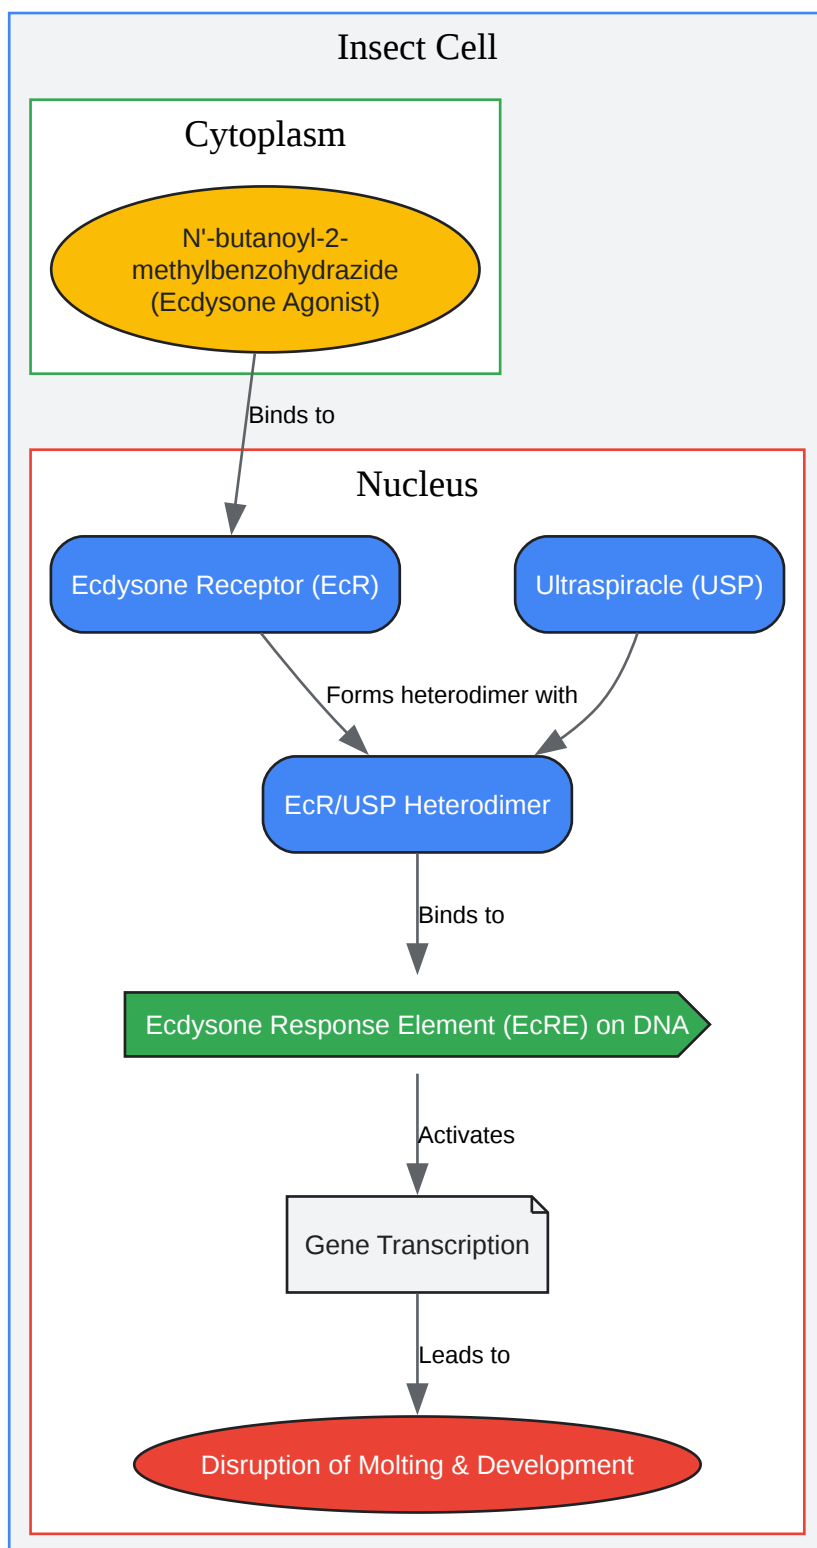 Insect Cell
Cytoplasm
N'-butanoyl-2-
methylbenzohydrazide
(Ecdysone Agonist)
Binds to
Nucleus
Ecdysone Receptor (EcR)
Ultraspiracle (USP)
Forms heterodimer with
EcR/USP Heterodimer
Binds to
Ecdysone Response Element (EcRE) on DNA
Activates
Gene Transcription
Leads to
Disruption of Molting & Development